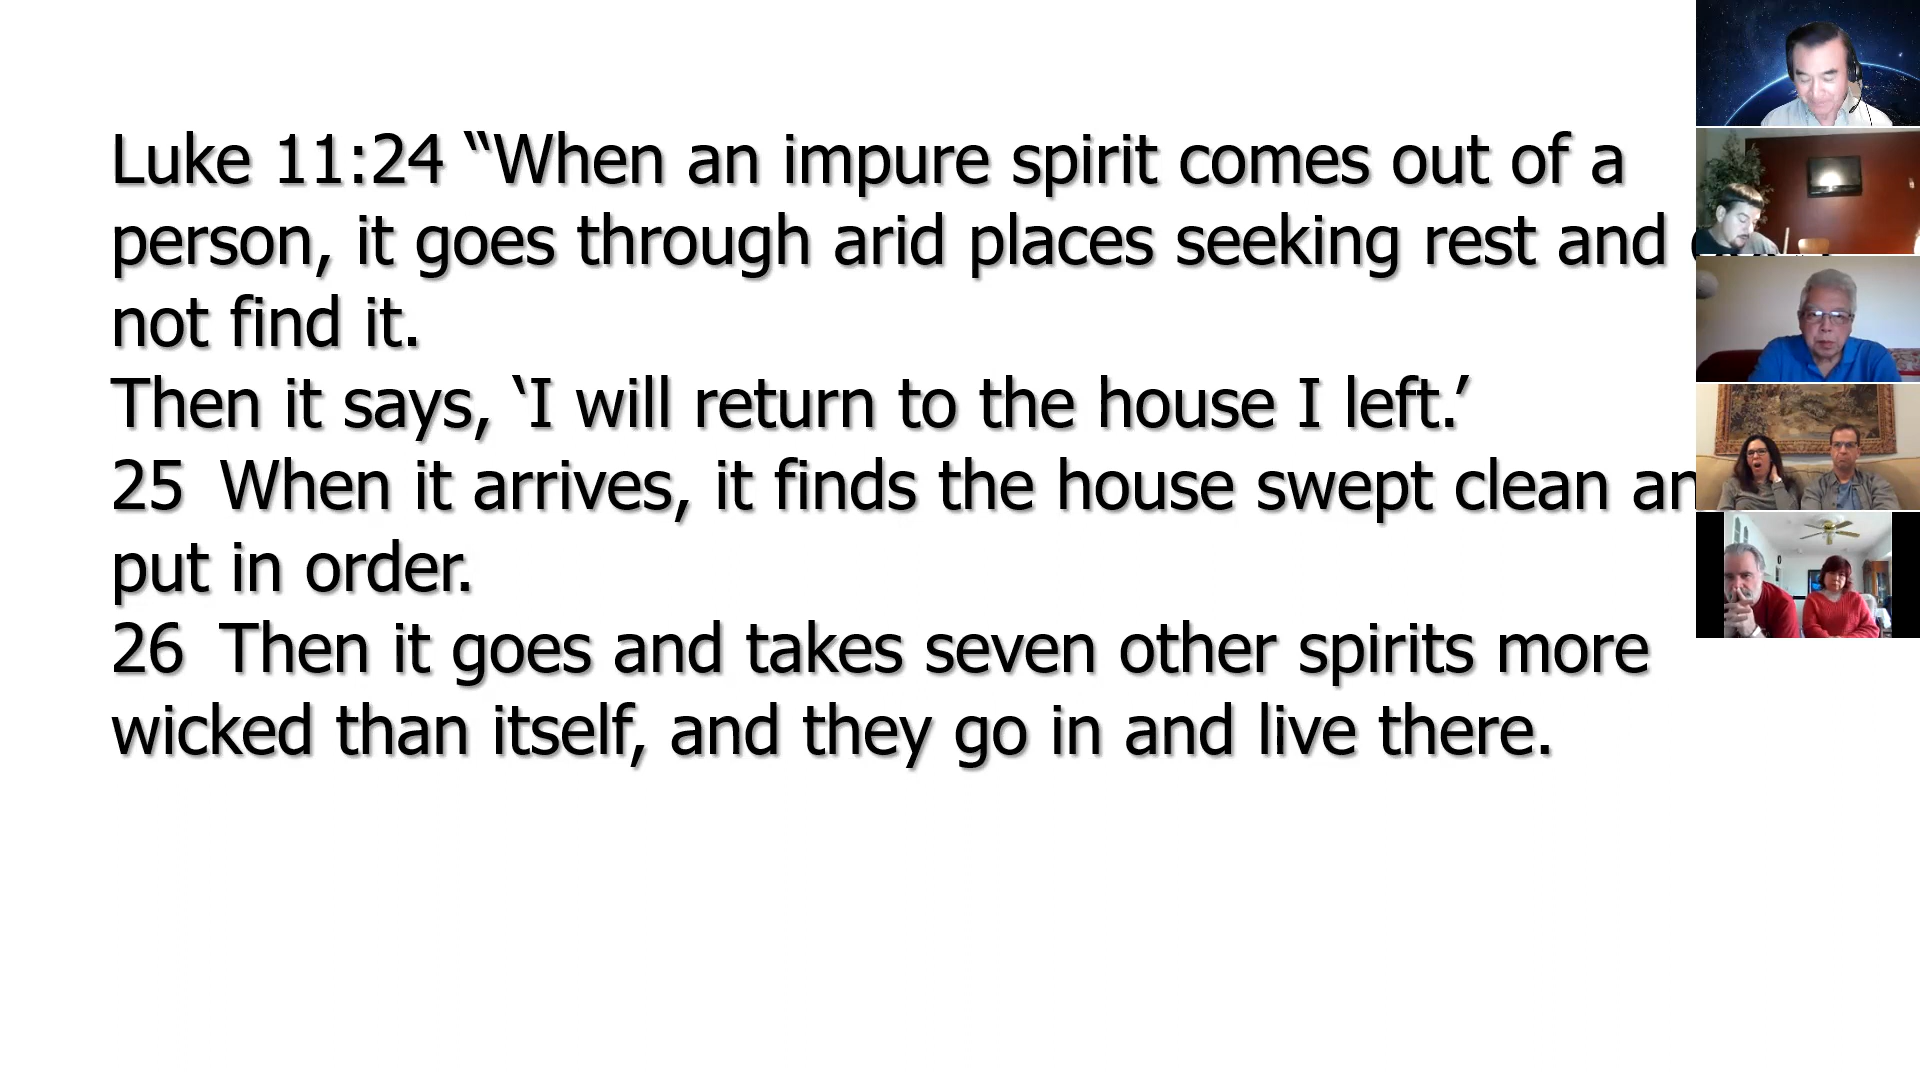 Luke 11:24 “When an impure spirit comes out of a
person, it goes through arid places seeking rest and
not find it.
Then it says, ‘I will return to the house I left.’
25 When it arrives, it finds the house swept clean an
put in order.
26 Then it goes and takes seven other spirits more
wicked than itself, and they go in and live there.